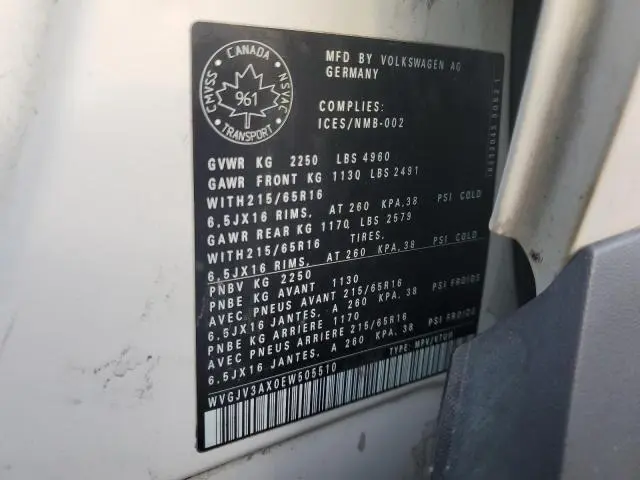 CANADA
CMVSS
NSVAC
961
TRANSPORT
MFD BY VOLKSWAGEN AG
GERMANY
COMPLIES:
ICES/NMB-002
GVWR KG 2250 LBS 4960
GAWR FRONT KG 1130 LBS 2491
WITH215/65R16
6.5JX16 RIMS. AT 260 KPA.38 PSI COLD
GAWR REAR KG 1170 LBS 2579
WITH215/65R16 TIRES.
6.5JX16 RIMS. AT 260 KPA.38 PSI COLD
PNBV KG 2250
PNBE KG AVANT 1130
AVEC PNEUS AVANT 215/65R16
6.5JX16 JANTES. A 260 KPA. 38 PSI FROIDS
PNBE KG ARRIERE 1170
AVEC PNEUS ARRIERE 215/65R16
6.5JX16 JANTES. A 260 KPA. 38 PSI FROIDS
WVGJV3AX0EW505510 TYPE: MPV/VTUM